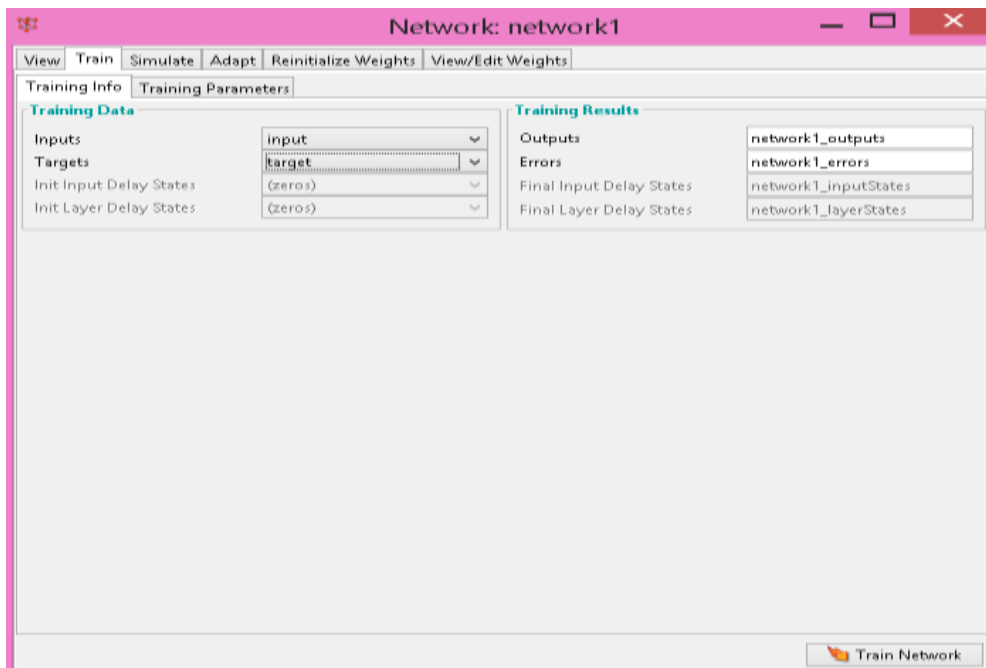 Network: network1
View Train Simulate Adapt Reinitialize Weights View/Edit Weights
Training Info Training Parameters
Training Data
Inputs input
Targets target
Init Input Delay States (zeros)
Init Layer Delay States (zeros)
Training Results
Outputs network1_outputs
Errors network1_errors
Final Input Delay States network1_inputStates
Final Layer Delay States network1_layerStates
Train Network